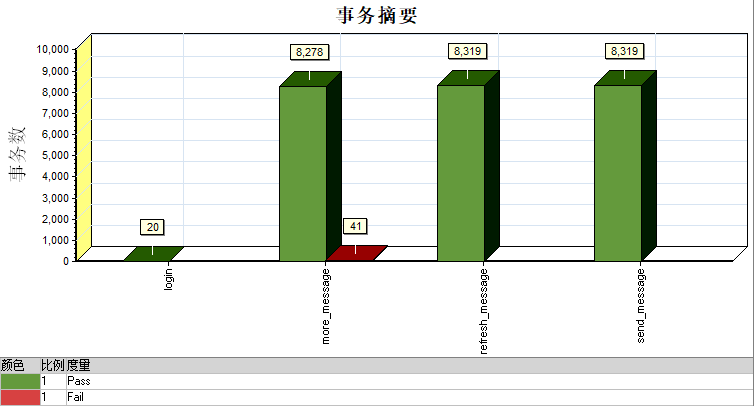 事务摘要
事务数
10,000
9,000
8,000
7,000
6,000
5,000
4,000
3,000
2,000
1,000
0
20
8,278
41
8,319
8,319
login
more_message
refresh_message
send_message
颜色 比例 度量
1 Pass
1 Fail